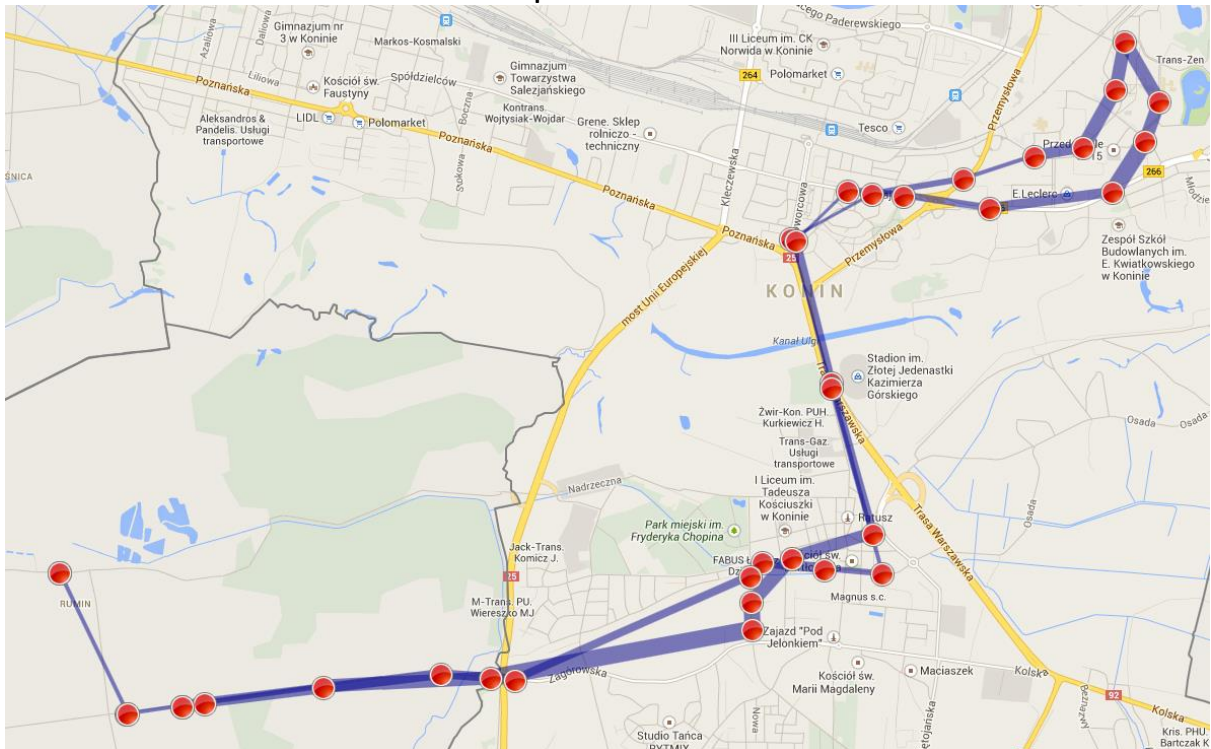 Gimnazjum nr
3 w Koninie
Azaliowa
Daliowa
Liliowa
Markos-Kosmalski
Spółdzielców
Kościół św.
Faustyny
Poznańska
Aleksandros &
Pandelis. Usługi
transportowe
LIDL
Polomarket
Gimnazjum
Towarzystwa
Salezjańskiego
Kontrans.
Wojtysiak-Wojdar
Boczna
Stokowa
Poznańska
Grene. Sklep
rolniczo -
techniczny
III Liceum im. CK
Norwida w Koninie
264
Polomarket
Tesco
Kleczewska
Poznańska
Poznańska
Przemysłowa
Przemysłowa
Trans-Zen
266
E.Leclerc
Zespół Szkół
Budowlanych im.
E. Kwiatkowskiego
w Koninie
KONIN
most Unii Europejskiej
Kanał Ulgi
Stadion im.
Złotej Jedenastki
Kazimierza
Górskiego
Żwir-Kon. PUH.
Kurkiewicz H.
Trans-Gaz.
Usługi
transportowe
I Liceum im.
Tadeusza
Kościuszki
w Koninie
Nadrzeczna
Park miejski im.
Fryderyka Chopina
Ratusz
Trasa Warszawska
Osada
Osada
Osada
Jack-Trans.
Komicz J.
25
M-Trans. PU.
Wiereszko MJ
Magnus s.c.
Zajazd "Pod
Jelonkiem"
Zagórowska
Kościół św.
Marii Magdaleny
Maciaszek
Kolska
92
Kolska
Nowa
Studio Tańca
RUMIN
Kris. PHU.
Bartczak K